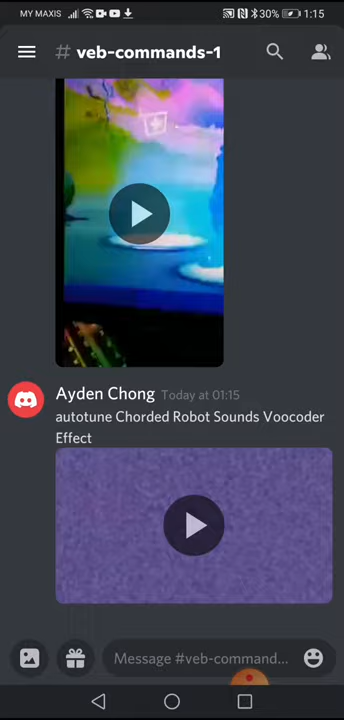 MY MAXIS 30% 1:15
# veb-commands-1
Ayden Chong Today at 01:15
autotune Chorded Robot Sounds Voocoder
Effect
Message #veb-command...